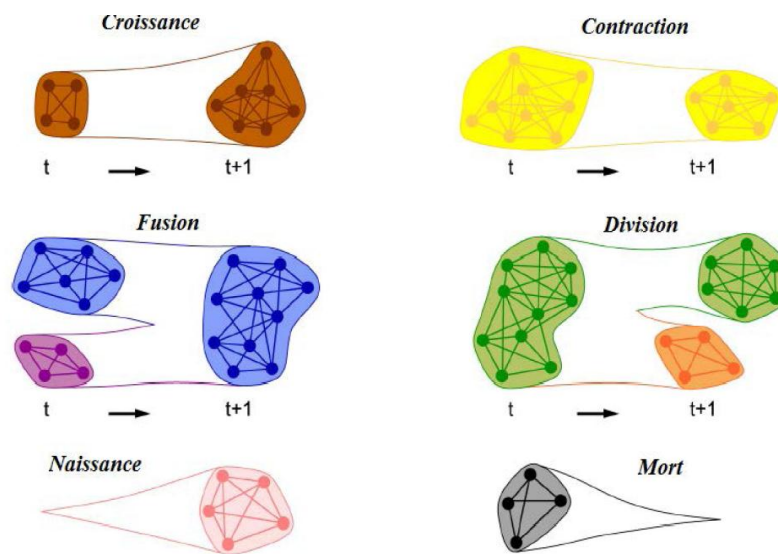 Croissance
Contraction
t
t+1
t
t+1
Fusion
Division
t
t+1
t
t+1
Naissance
Mort